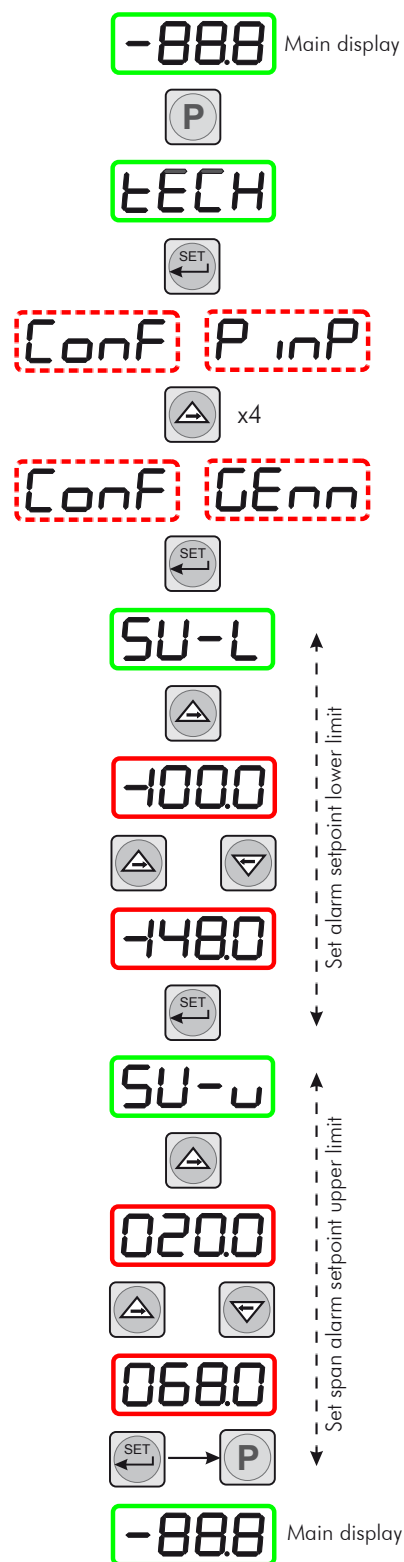 -88.8 Main display
P
tECH
SET
ConF P inP
x4
ConF GEnn
SET
SU-L
-100.0
-148.0
SET
Set alarm setpoint lower limit
SU-u
020.0
068.0
SET P
Set span alarm setpoint upper limit
-88.8 Main display